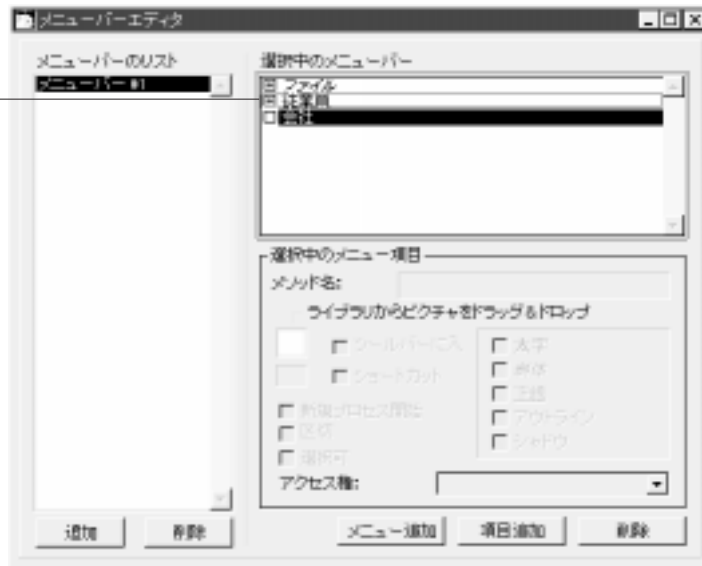 メニューバーエディタ
メニューバーのリスト
メニューバー #1
選択中のメニューバー
ファイル
従業員
会社
選択中のメニュー項目
メソッド名:
ライブラリからピクチャをドラッグ&ドロップ
ツールバーに入
ショートカット
太字
斜体
下線
アウトライン
シャドウ
新規プロセス開始
区切
選択可
アクセス権:
追加
削除
メニュー追加
項目追加
削除